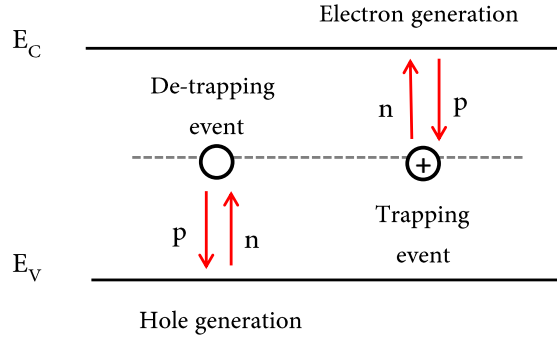 Electron generation
E_C
De-trapping
event
n
p
+
Trapping
event
p
n
E_V
Hole generation